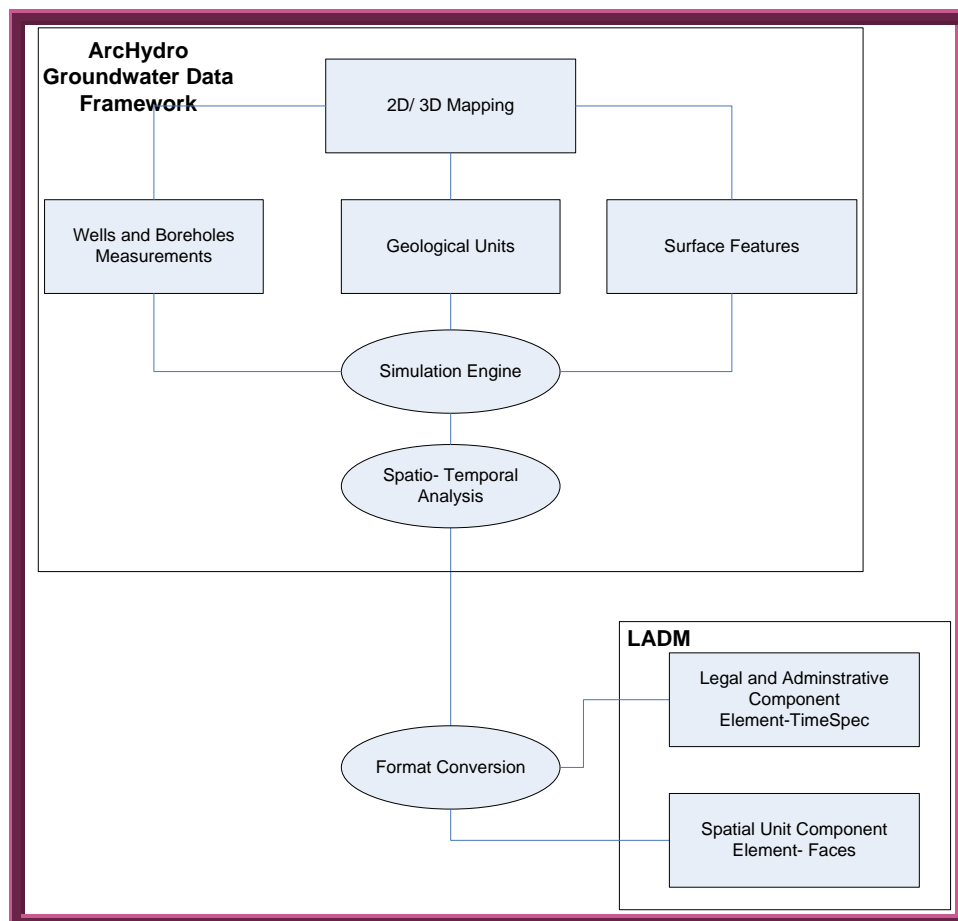 ArcHydro
Groundwater Data
Framework
2D/ 3D Mapping
Wells and Boreholes
Measurements
Geological Units
Surface Features
Simulation Engine
Spatio- Temporal
Analysis
LADM
Legal and Adminstrative
Component
Element-TimeSpec
Format Conversion
Spatial Unit Component
Element- Faces